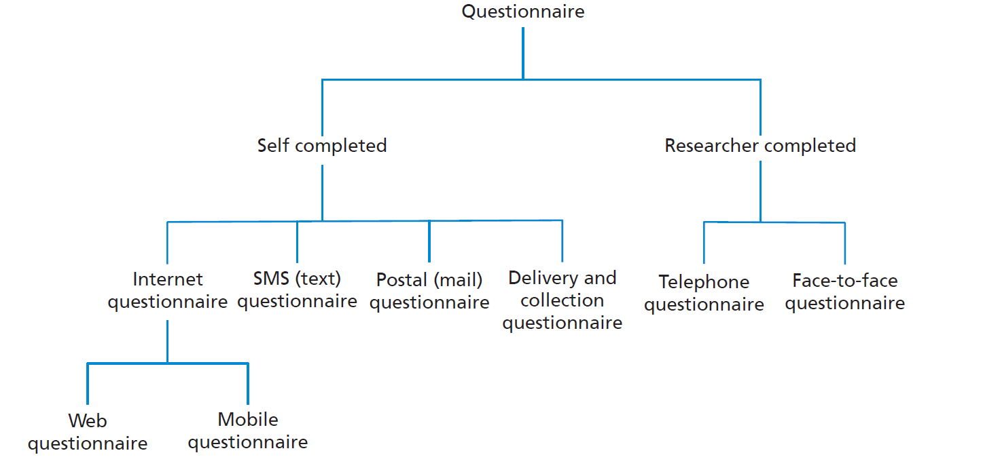 Questionnaire
Self completed
Researcher completed
Internet
questionnaire
SMS (text)
questionnaire
Postal (mail)
questionnaire
Delivery and
collection
questionnaire
Telephone
questionnaire
Face-to-face
questionnaire
Web
questionnaire
Mobile
questionnaire